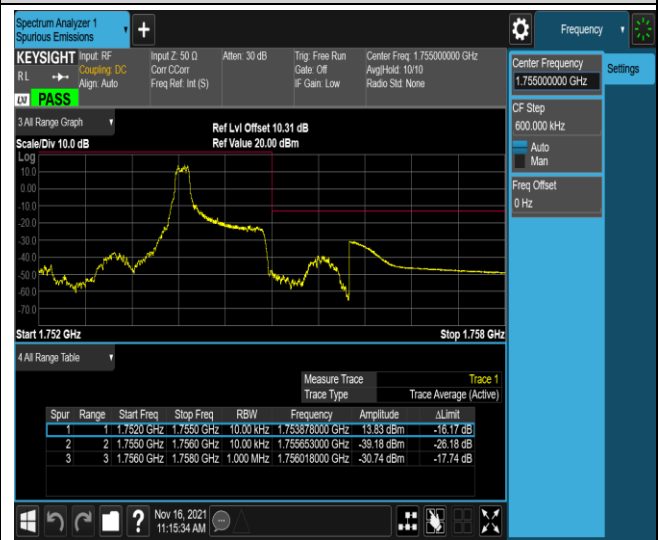 Spectrum Analyzer 1
Spurious Emissions
+
Frequency
KEYSIGHT
R L
Input: RF
Coupling: DC
Align: Auto
Input Z: 50 Ω
Corr CCorr
Freq Ref: Int (S)
Atten: 30 dB
Trig: Free Run
Gate: Off
IF Gain: Low
Center Freq: 1.755000000 GHz
Avg|Hold: 10/10
Radio Std: None
LXI PASS
Center Frequency
1.755000000 GHz
Settings
CF Step
600.000 kHz
Auto
Man
Freq Offset
0 Hz
3 All Range Graph
Scale/Div 10.0 dB
Ref Lvl Offset 10.31 dB
Ref Value 20.00 dBm
Log
10.0
0.00
-10.0
-20.0
-30.0
-40.0
-50.0
-60.0
-70.0
Start 1.752 GHz
Stop 1.758 GHz
4 All Range Table
Measure Trace Trace 1
Trace Type Trace Average (Active)
Spur Range Start Freq Stop Freq RBW Frequency Amplitude ΔLimit
1 1 1.7520 GHz 1.7550 GHz 10.00 kHz 1.753878000 GHz 13.83 dBm -16.17 dB
2 2 1.7550 GHz 1.7560 GHz 10.00 kHz 1.755653000 GHz -39.18 dBm -26.18 dB
3 3 1.7560 GHz 1.7580 GHz 1.000 MHz 1.756018000 GHz -30.74 dBm -17.74 dB
?
Nov 16, 2021
11:15:34 AM